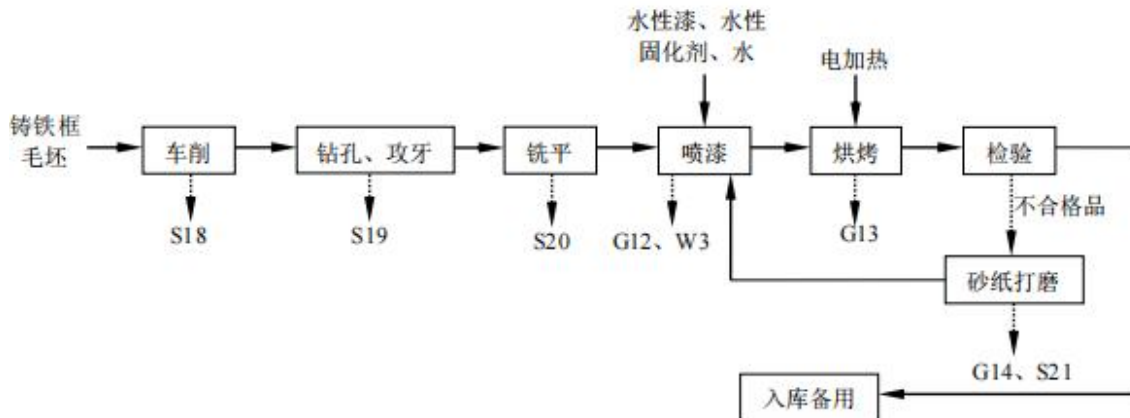 水性漆、水性
固化剂、水
电加热
铸铁框
毛坯
车削
钻孔、攻牙
铣平
喷漆
烘烤
检验
S18
S19
S20
G12、W3
G13
不合格品
砂纸打磨
G14、S21
入库备用